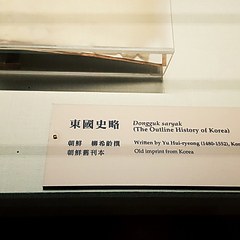 東國史略
Dongguk saryak
(The Outline History of Korea)
朝鮮 柳希齡撰
Written by Yu Hui-ryeong (1480-1552), Kor
朝鮮舊刊本
Old imprint from Korea